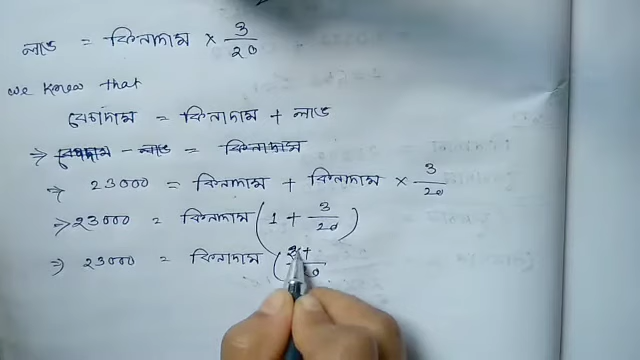 লাভ = কিনাদাম × 3/20
we know that
বেচাদাম = কিনাদাম + লাভ
⇒ - লাভ = কিনাদাম
⇒ 23000 = কিনাদাম + কিনাদাম × 3/20
⇒ 23000 = কিনাদাম (1 + 3/20)
⇒ 23000 = কিনাদাম (